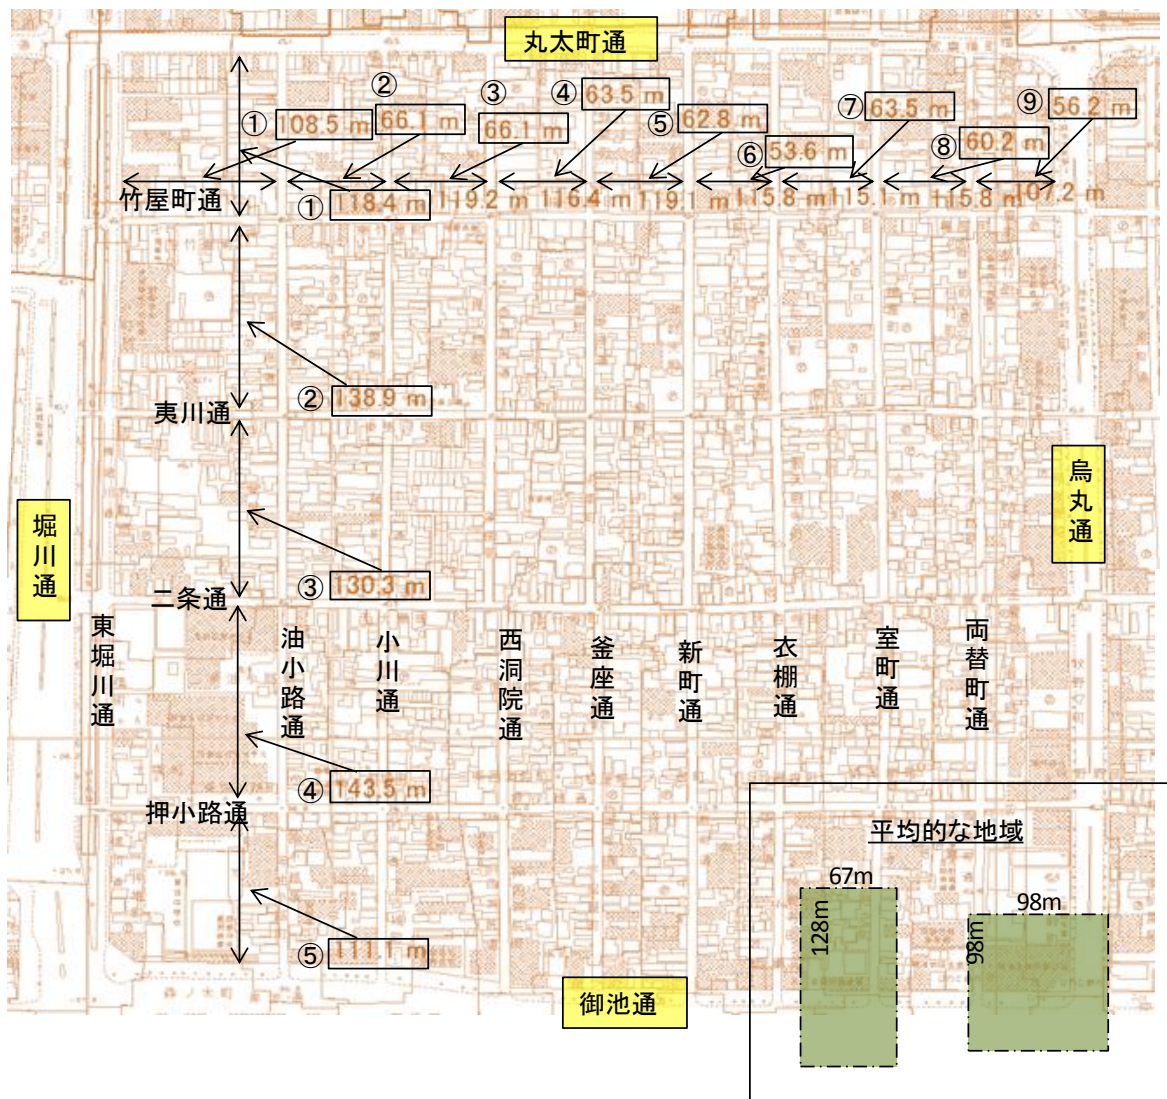 丸太町通
① 108.5 m
② 66.1 m
③ 66.1 m
④ 63.5 m
⑤ 62.8 m
⑥ 53.6 m
⑦ 63.5 m
⑧ 60.2 m
⑨ 56.2 m
竹屋町通
① 118.4 m
119.2 m
116.4 m
119.1 m
115.8 m
115.1 m
115.8 m
107.2 m
② 138.9 m
夷川通
堀川通
烏丸通
③ 130.3 m
二条通
東堀川通
油小路通
小川通
西洞院通
釜座通
新町通
衣棚通
室町通
両替町通
④ 143.5 m
押小路通
⑤ 111.1 m
御池通
平均的な地域
67m
128m
98m
98m